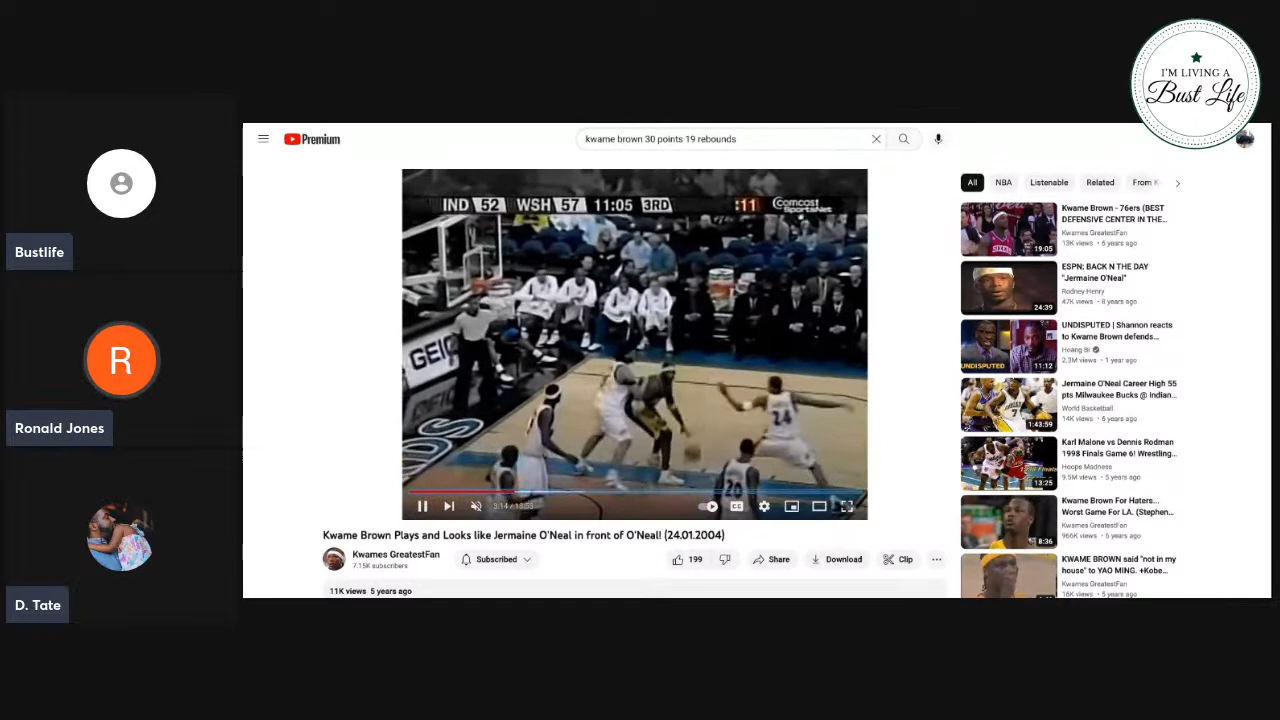 I'M LIVING A
Bust Life
Premium
kwame brown 30 points 19 rebounds
Bustlife
R
Ronald Jones
D. Tate
IND 52 WSH 57 11:05 3RD :11 Comcast
SportsNet
GEIC
3:14 / 13:53
Kwame Brown Plays and Looks like Jermaine O'Neal in front of O'Neal! (24.01.2004)
Kwames GreatestFan
7.15K subscribers
Subscribed
199
Share
Download
Clip
11K views 5 years ago
All
NBA
Listenable
Related
From K
Kwame Brown - 76ers (BEST
DEFENSIVE CENTER IN THE...
Kwames GreatestFan
13K views • 6 years ago
19:05
ESPN; BACK N THE DAY
"Jermaine O'Neal"
Rodney Henry
47K views • 8 years ago
24:39
UNDISPUTED | Shannon reacts
to Kwame Brown defends...
Hoang Bi
2.3M views • 1 year ago
UNDISPUTED
11:12
Jermaine O'Neal Career High 55
pts Milwaukee Bucks @ Indian...
World Basketball
14K views • 6 years ago
1:43:59
Karl Malone vs Dennis Rodman
1998 Finals Game 6! Wrestling...
Hoops Madness
9.5M views • 5 years ago
13:25
Kwame Brown For Haters...
Worst Game For L.A. (Stephen...
Kwames GreatestFan
966K views • 6 years ago
8:36
KWAME BROWN said "not in my
house" to YAO MING. +Kobe...
Kwames GreatestFan
16K views • 5 years ago